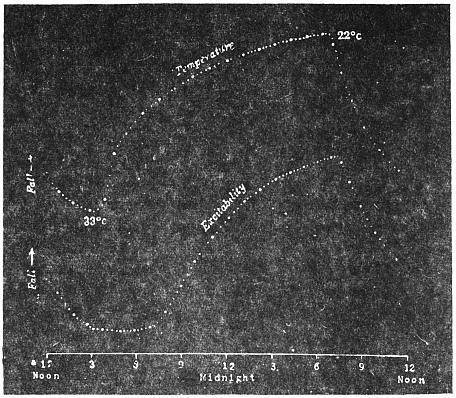 22°C
Temperature
Fall →
33°C
Excitability
Fall →
12 3 6 9 12 3 6 9 12
Noon Midnight Noon